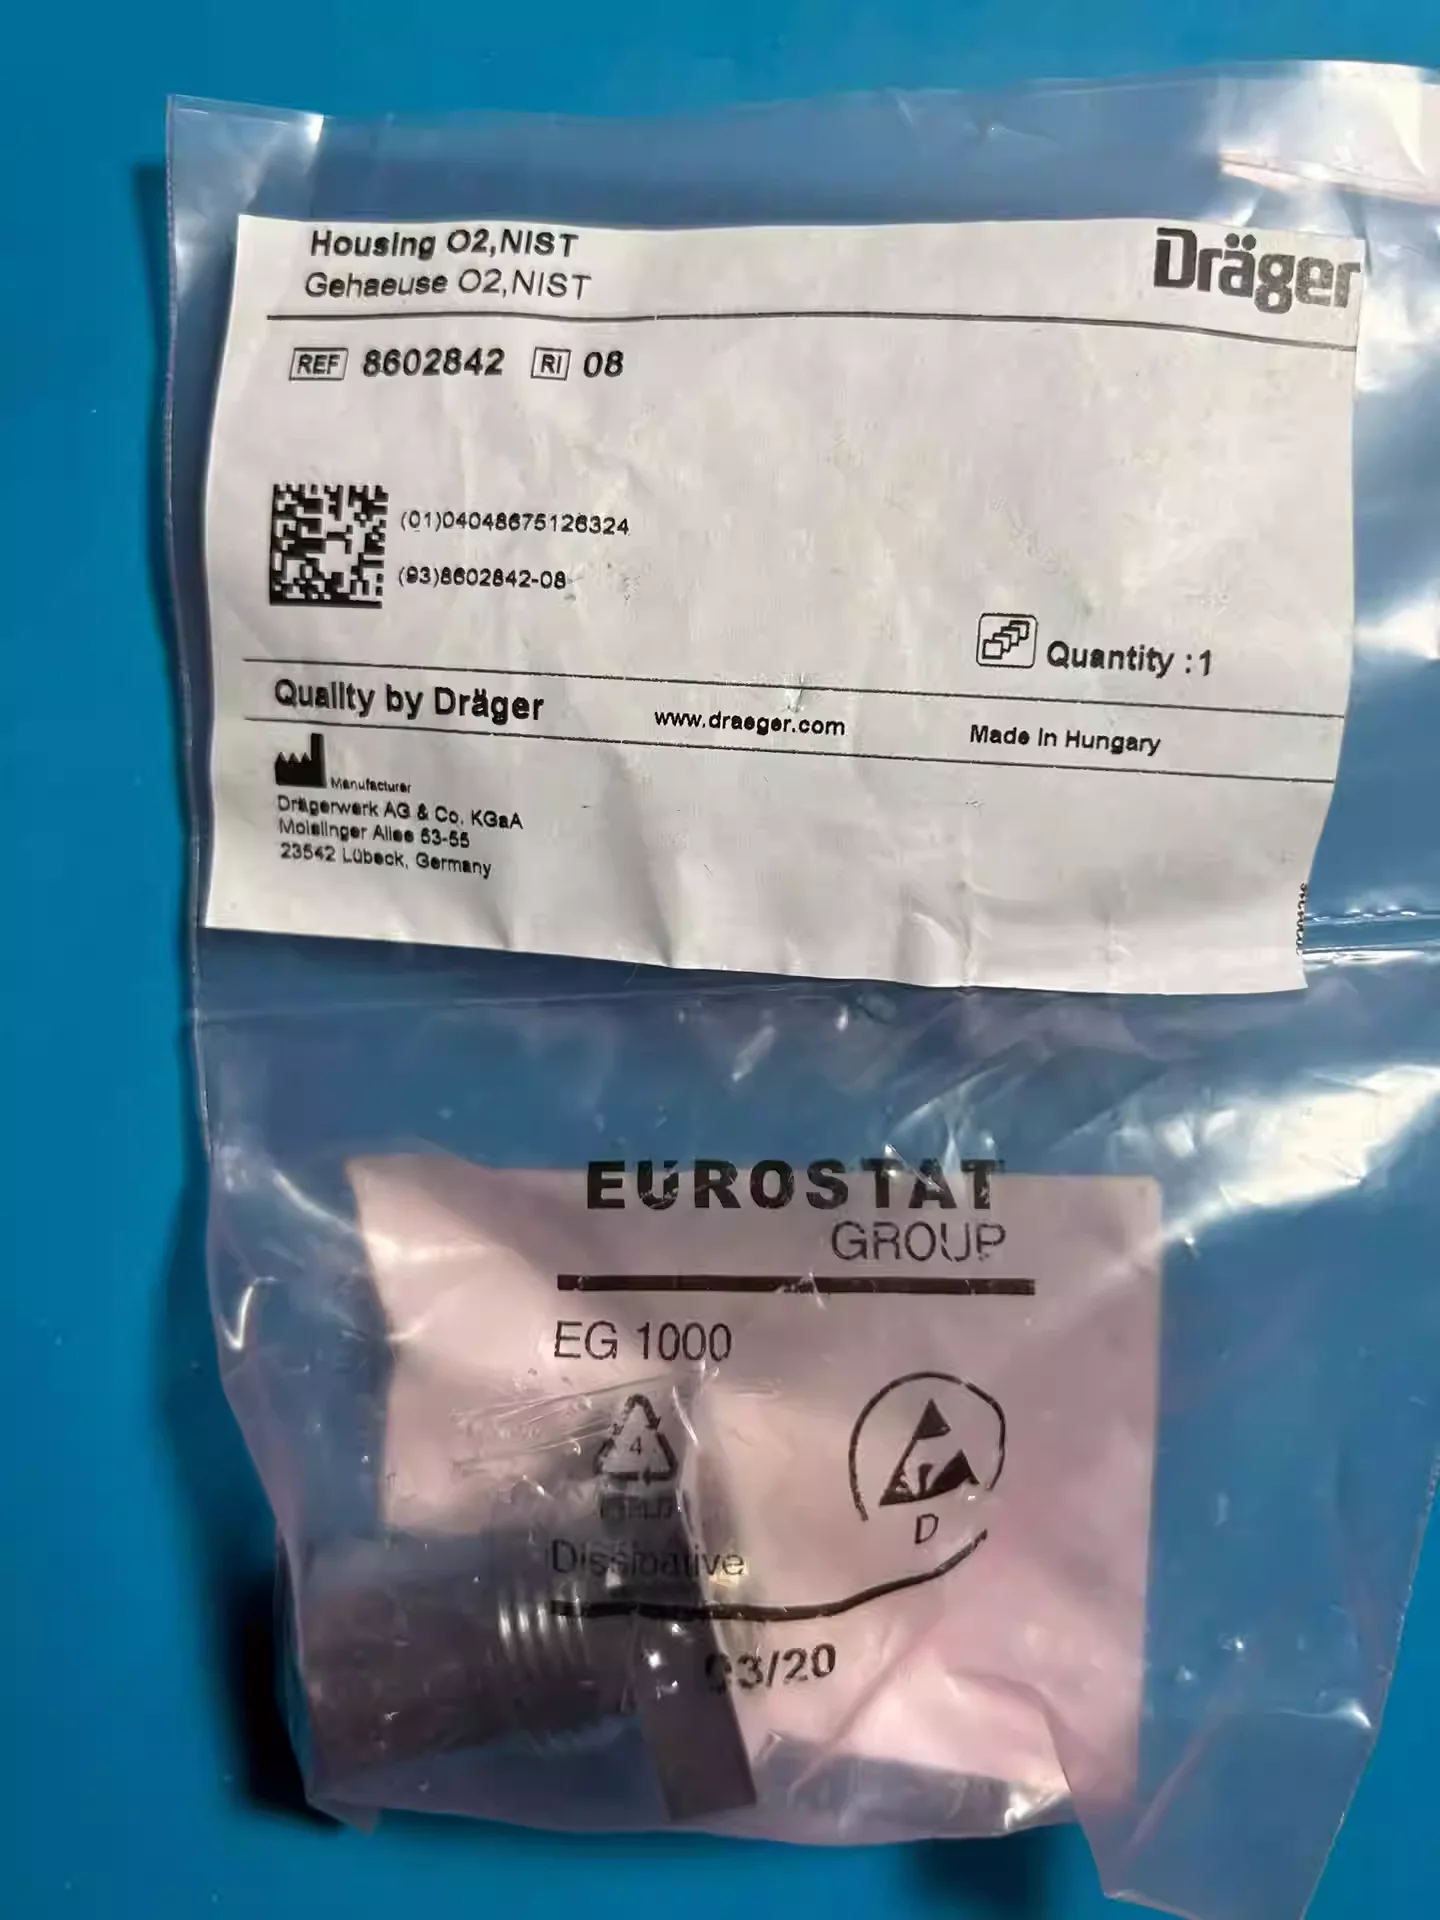 Housing O2,NIST
Gehaeuse O2,NIST
Dräger
REF 8602842 RI 08
(01)04048675126324
(93)8602842-08
Quantity :1
Quality by Dräger
www.draeger.com
Made In Hungary
Manufacturer
Drägerwerk AG & Co. KGaA
Moislinger Allee 53-55
23542 Lübeck, Germany
EUROSTAT
GROUP
EG 1000
4
D
Dissipative
03/20